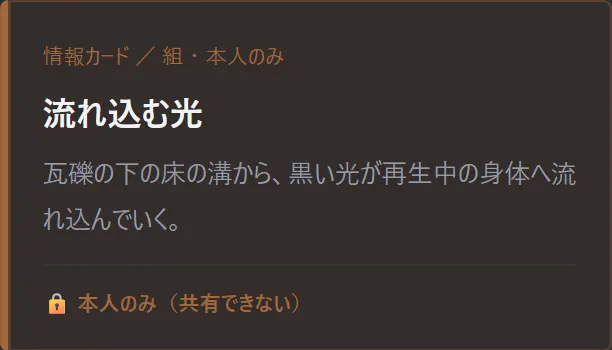 情報カード ／ 組 · 本人のみ
流れ込む光
瓦礫の下の床の溝から、黒い光が再生中の身体へ流
れ込んでいく。
🔒 本人のみ（共有できない）